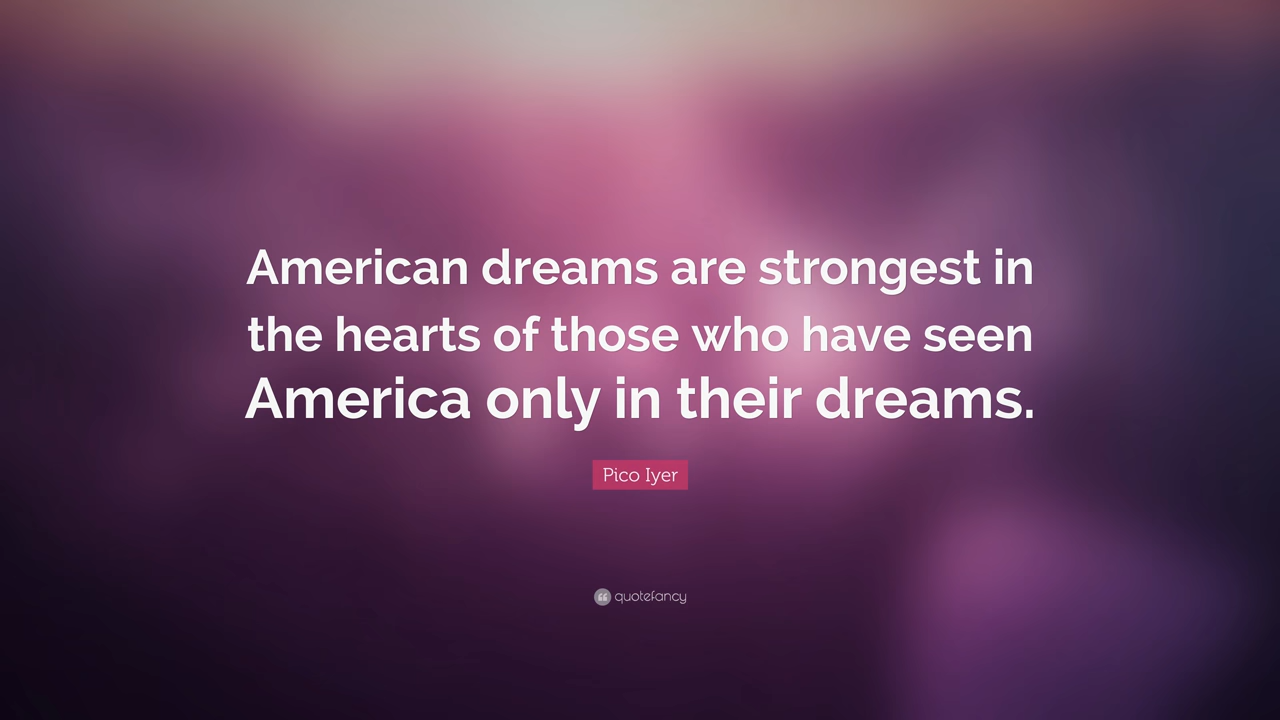 American dreams are strongest in
the hearts of those who have seen
America only in their dreams.
Pico Iyer
quotefancy